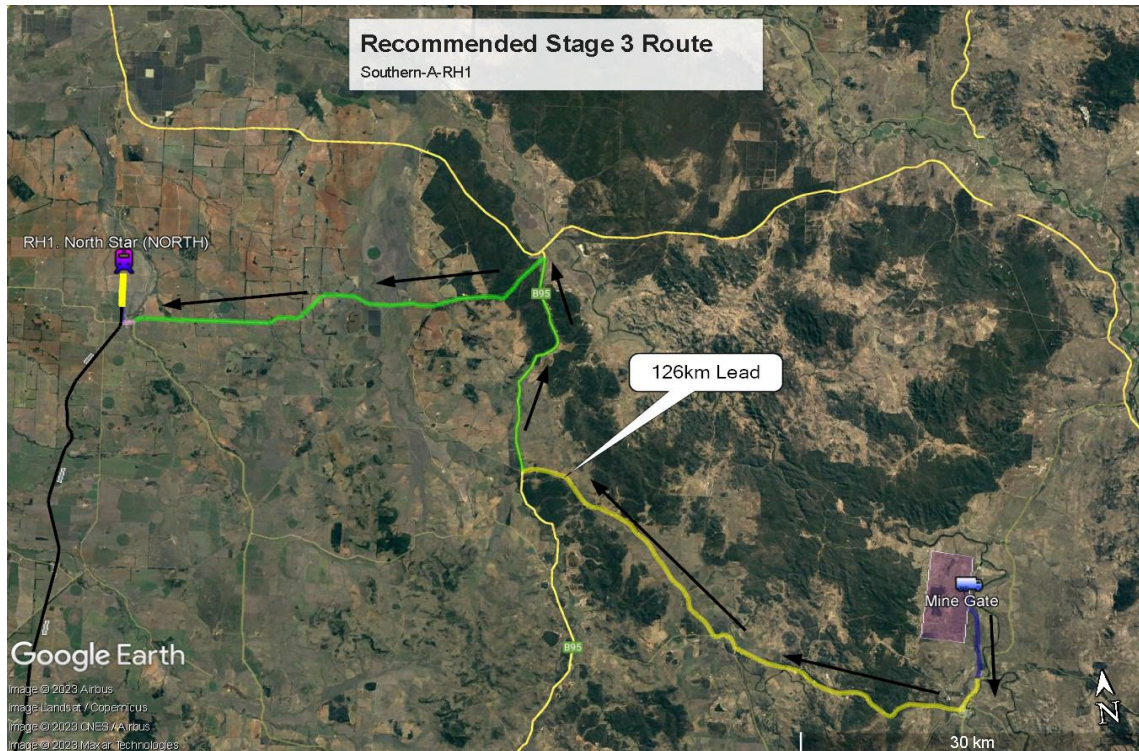 Recommended Stage 3 Route
Southern-A-RH1
RH1, North Star (NORTH)
B95
126km Lead
Mine Gate
B95
Google Earth
Image © 2023 Airbus
Image Landsat / Copernicus
Image © 2023 CNES / Airbus
Image © 2023 Maxar Technologies
N
30 km